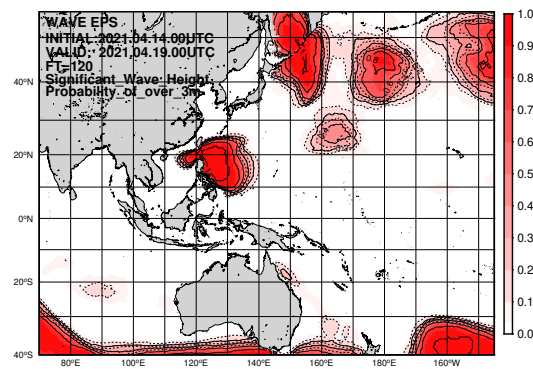 WAVE EPS
INITIAL:2021.04.14.00UTC
VALID: :2021.04.19.00UTC
FT=120
Significant_Wave_Height,
Probability_of_over_3m
40°N
20°N
0°N
20°S
40°S
80°E
100°E
120°E
140°E
160°E
180°
160°W
1.0
0.9
0.8
0.7
0.6
0.5
0.4
0.3
0.2
0.1
0.0